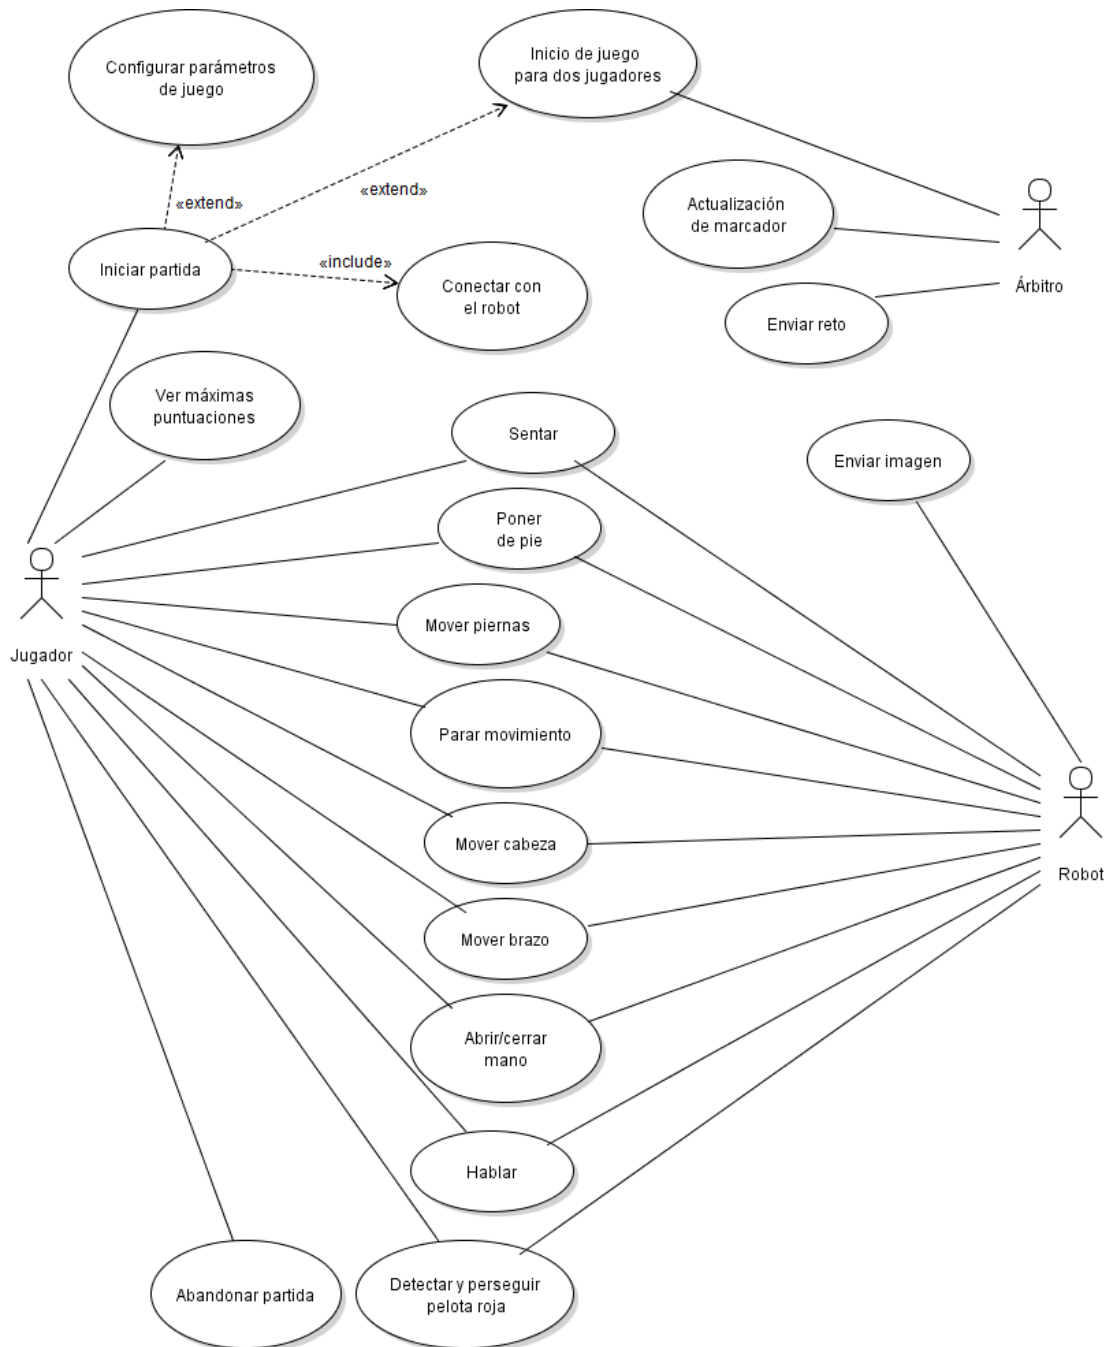 Configurar parámetros
de juego
Inicio de juego
para dos jugadores
«extend»
«extend»
Actualización
de marcador
Árbitro
Iniciar partida
«include»
Conectar con
el robot
Enviar reto
Ver máximas
puntuaciones
Sentar
Enviar imagen
Poner
de pie
Mover piernas
Jugador
Parar movimiento
Mover cabeza
Robot
Mover brazo
Abrir/cerrar
mano
Hablar
Abandonar partida
Detectar y perseguir
pelota roja